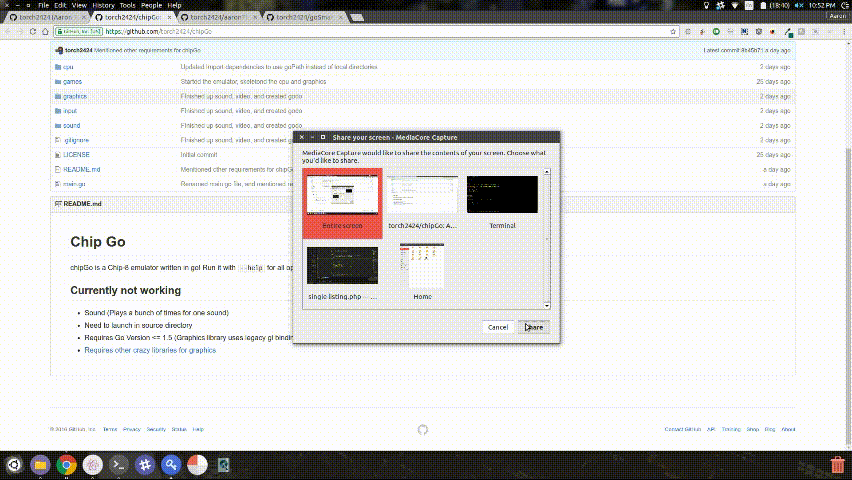 File Edit View History Tools People Help
(18:40) 10:52 PM
torch2424/Aaron
torch2424/chipGo:
torch2424/aaron
torch2424/goSmar
Aaron
GitHub, Inc. [US] https://github.com/torch2424/chipGo
torch2424 Mentioned other requirements for chipGo
Latest commit a day ago
cpu Updated Import dependencies to use goPath instead of local directories 2 days ago
games Started the emulator, skeletond the cpu and graphics 25 days ago
graphics Finished up sound, video, and created godo 2 days ago
input Finished up sound, video, and created godo 2 days ago
sound Finished up sound, video, and created godo 2 days ago
.gitignore Finished up sound, video, and created godo 2 days ago
LICENSE Initial commit 25 days ago
README.md Mentioned other requirements for a day ago
main.go Renamed main go file, and mentioned a day ago
README.md
Chip Go
chipGo is a Chip-8 emulator written in go! Run it with --help for all
Currently not working
Sound (Plays a bunch of times for one sound)
Need to launch in source directory
Requires Go Version <= 1.5 (Graphics library uses legacy gl
Requires other crazy libraries for graphics
Share your screen - MediaCore Capture
MediaCore Capture would like to share the contents of your screen. Choose what
you'd like to share.
Entire screen
torch2424/chipGo: A...
Terminal
single-listing.php — ...
Home
Cancel
Share
© 2016 GitHub, Inc. Terms Privacy Security Status Help
Contact GitHub API Training Shop Blog About